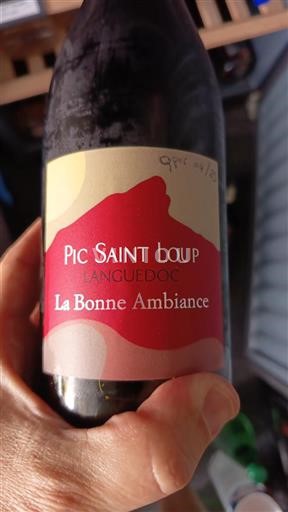 PIC SAINT LOUP
LANGUEDOC
La Bonne Ambiance